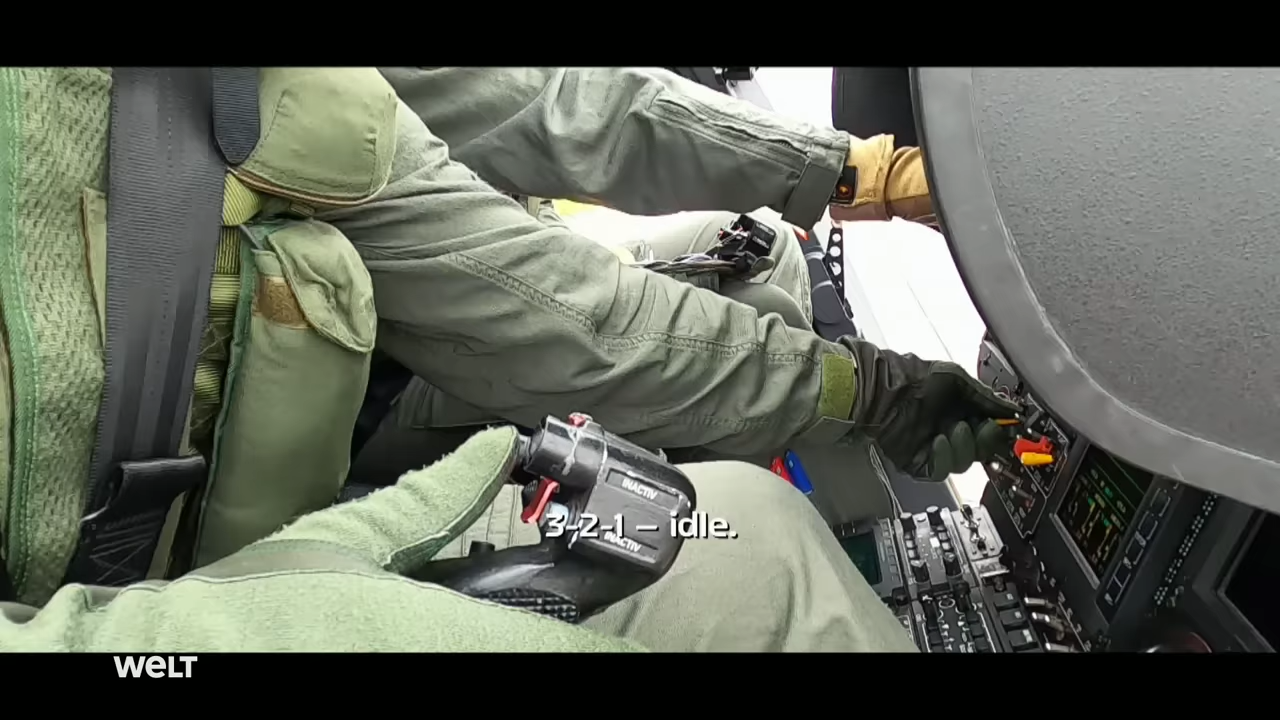 INACTIV
INACTIV
3-2-1 – idle.
WELT